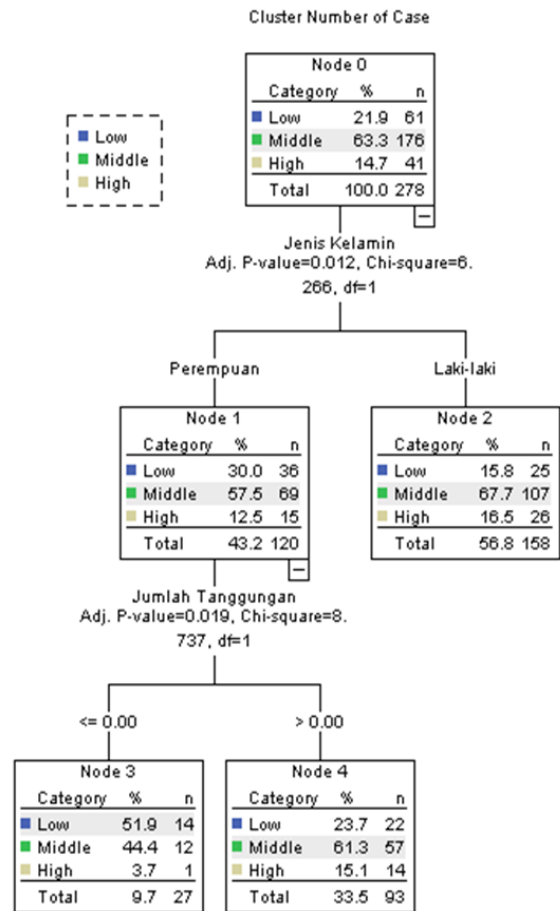 Cluster Number of Case
Low
Middle
High
Node 0
Category % n
Low 21.9 61
Middle 63.3 176
High 14.7 41
Total 100.0 278
Jenis Kelamin
Adj. P-value=0.012, Chi-square=6.
266, df=1
Perempuan
Laki-laki
Node 1
Category % n
Low 30.0 36
Middle 57.5 69
High 12.5 15
Total 43.2 120
Node 2
Category % n
Low 15.8 25
Middle 67.7 107
High 16.5 26
Total 56.8 158
Jumlah Tanggungan
Adj. P-value=0.019, Chi-square=8.
737, df=1
<= 0.00
> 0.00
Node 3
Category % n
Low 51.9 14
Middle 44.4 12
High 3.7 1
Total 9.7 27
Node 4
Category % n
Low 23.7 22
Middle 61.3 57
High 15.1 14
Total 33.5 93